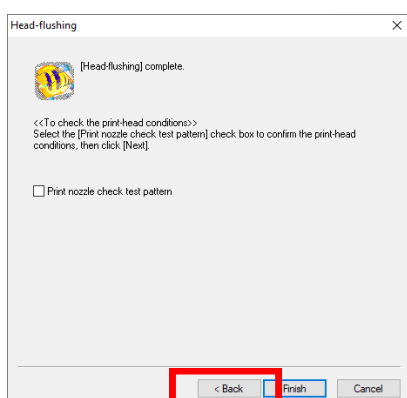 Head-flushing
[Head-flushing] complete.
<<To check the print-head conditions>>
Select the [Print nozzle check test pattern] check box to confirm the print-head
conditions, then click [Next].
Print nozzle check test pattern
< Back Finish Cancel